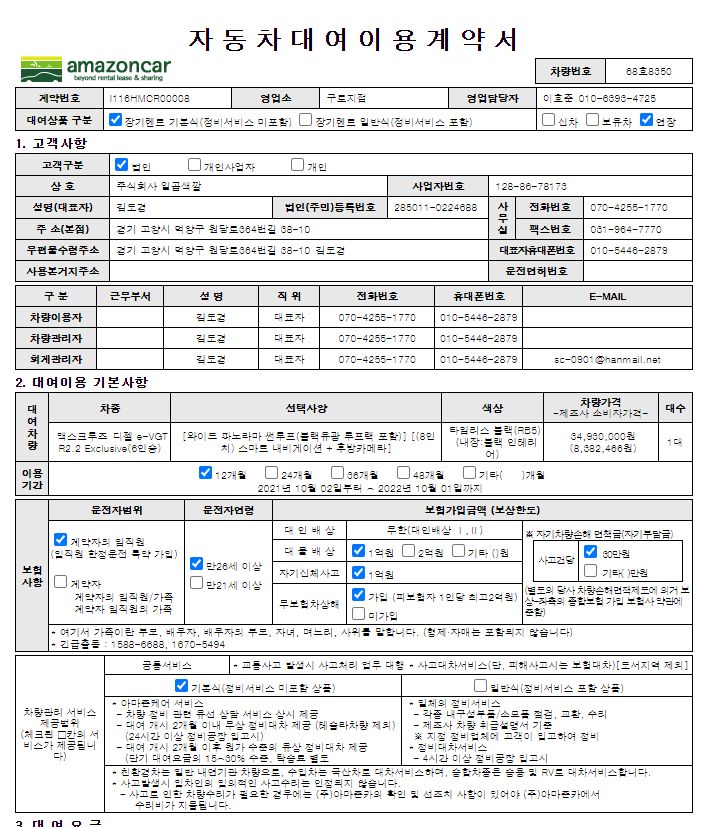 자동차대여이용계약서
amazoncar
beyond rental lease & sharing
차량번호 68호8350
계약번호 I116HMCR00008 영업소 구로지점 영업담당자 이호준 010-6393-4725
대여상품 구분 장기렌트 기본식(정비서비스 미포함) 장기렌트 일반식(정비서비스 포함) 신차 보유차 연장
1. 고객사항
고객구분 법인 개인사업자 개인
상 호 주식회사 일곱색깔 사업자번호 128-86-78173
성명(대표자) 김도경 법인(주민)등록번호 285011-0224688 사무실 전화번호 070-4255-1770
주 소(본점) 경기 고양시 덕양구 원당로364번길 38-10 팩스번호 031-964-7770
우편물수령주소 경기 고양시 덕양구 원당로364번길 38-10 김도경 대표자휴대폰번호 010-5446-2879
사용본거지주소 운전면허번호
구 분 근무부서 성 명 직 위 전화번호 휴대폰번호 E-MAIL
차량이용자 김도경 대표자 070-4255-1770 010-5446-2879
차량관리자 김도경 대표자 070-4255-1770 010-5446-2879
회계관리자 김도경 대표자 070-4255-1770 010-5446-2879 sc-0901@hanmail.net
2. 대여이용 기본사항
대여차량 차종 선택사양 색상 차량가격 대수
-제조사 소비자가격-
맥스크루즈 디젤 e-VGT R2.2 Exclusive(6인승) [와이드 파노라마 썬루프(블랙유광 루프랙 포함)] [(8인치) 스마트 내비게이션 + 후방카메라] 타임리스 블랙(RB5) (내장:블랙 인테리어) 34,930,000원 (8,382,466원) 1대
이용기간 12개월 24개월 36개월 48개월 기타( )개월
2021년 10월 02일부터 ~ 2022년 10월 01일까지
보험사항 운전자범위 운전자연령 보험가입금액 (보상한도)
계약자의 임직원
(임직원 한정운전 특약 가입)
계약자
계약자의 임직원/가족
계약자 임직원의 가족
만26세 이상
만21세 이상
대 인 배 상 무한(대인배상 Ⅰ,Ⅱ)
대 물 배 상 1억원 2억원 기타 ()원
자기신체사고 1억원
무보험차상해 가입 (피보험자 1인당 최고2억원)
미가입
※ 자기차량손해 면책금(자기부담금)
사고건당 30만원
기타( )만원
(별도의 당사 차량손해면책제도에 의거 보상-좌측의 종합보험 가입 보험사 약관에 준함)
* 여기서 가족이란 부모, 배우자, 배우자의 부모, 자녀, 며느리, 사위를 말합니다. (형제·자매는 포함되지 않습니다)
* 긴급출동 : 1588-6688, 1670-5494
차량관리 서비스 제공범위 (체크된 □칸의 서비스가 제공됩니다)
공통서비스 * 교통사고 발생시 사고처리 업무 대행 * 사고대차서비스(단, 피해사고시는 보험대차)[도서지역 제외]
기본식(정비서비스 미포함 상품) 일반식(정비서비스 포함 상품)
* 아마존케어 서비스
- 차량 정비 관련 유선 상담 서비스 상시 제공
- 대여 개시 2개월 이내 무상 정비대차 제공 (테슬라차량 제외)
(24시간 이상 정비공장 입고시)
- 대여 개시 2개월 이후 원가 수준의 유상 정비대차 제공
(단기 대여요금의 15~30% 수준, 탁송료 별도
* 일체의 정비서비스
- 각종 내구성부품/소모품 점검, 교환, 수리
- 제조사 차량 취급설명서 기준
※ 지정 정비업체에 고객이 입고하여 정비
* 정비대차서비스
- 4시간 이상 정비공장 입고시
* 친환경차는 일반 내연기관 차량으로, 수입차는 국산차로 대차서비스하며, 승합차종은 승용 및 RV로 대차서비스합니다.
* 사고발생시 임차인의 임의적인 사고수리는 인정되지 않습니다.
- 사고로 인한 차량수리가 필요한 경우에는 (주)아마존카의 확인 및 선조치 사항이 있어야 (주)아마존카에서
수리비가 지불됩니다.
3. 대 여 요 금